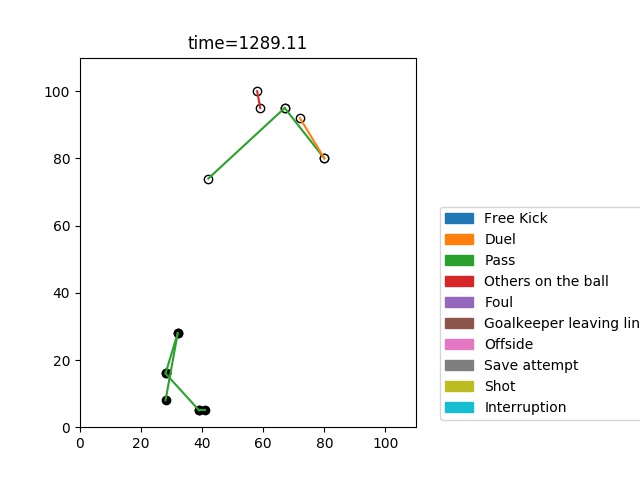 time=1289.11
100
80
60
40
20
0
0 20 40 60 80 100
Free Kick
Duel
Pass
Others on the ball
Foul
Goalkeeper leaving lin
Offside
Save attempt
Shot
Interruption